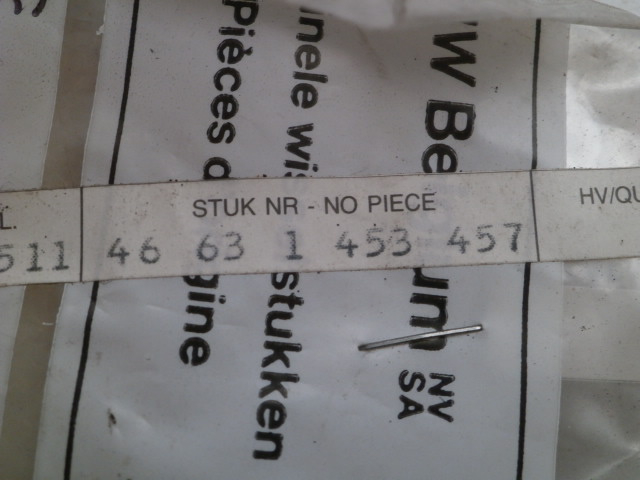 STUK NR - NO PIECE
HV/QU
L.
511 46 63 1 453 457
W Be um
NV
SA
nele wis stukken
Pièces d gine